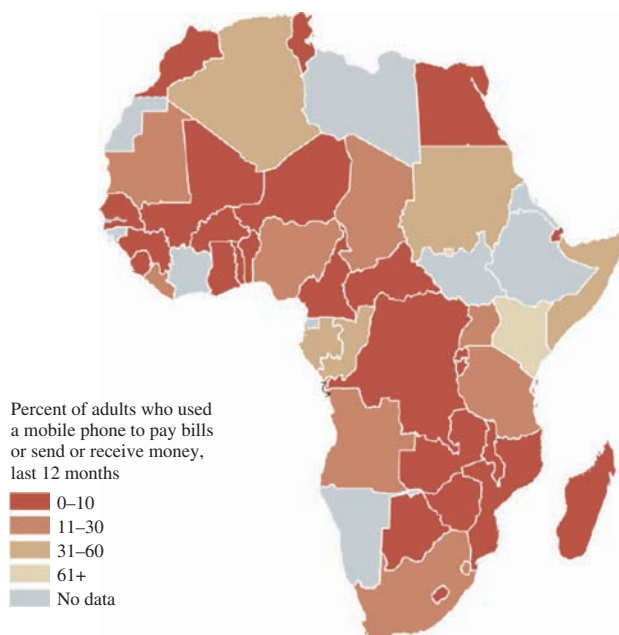 Percent of adults who used
a mobile phone to pay bills
or send or receive money,
last 12 months
0–10
11–30
31–60
61+
No data